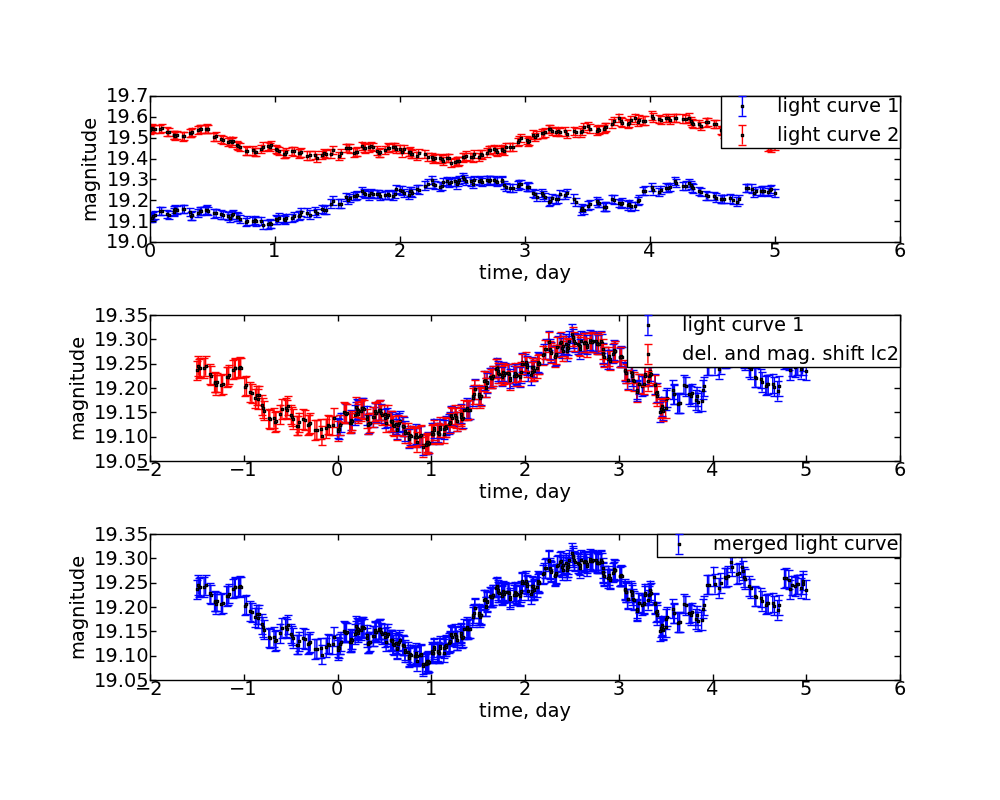 19.7
19.6
19.5
19.4
19.3
19.2
19.1
19.0
magnitude
light curve 1
light curve 2
0 1 2 3 4 5 6
time, day
19.35
19.30
19.25
19.20
19.15
19.10
19.05
magnitude
light curve 1
del. and mag. shift lc2
−2 −1 0 1 2 3 4 5 6
time, day
19.35
19.30
19.25
19.20
19.15
19.10
19.05
magnitude
merged light curve
−2 −1 0 1 2 3 4 5 6
time, day